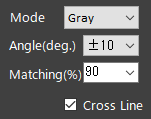 Mode Gray
Angle(deg.) ±10
Matching(%) 90
Cross Line